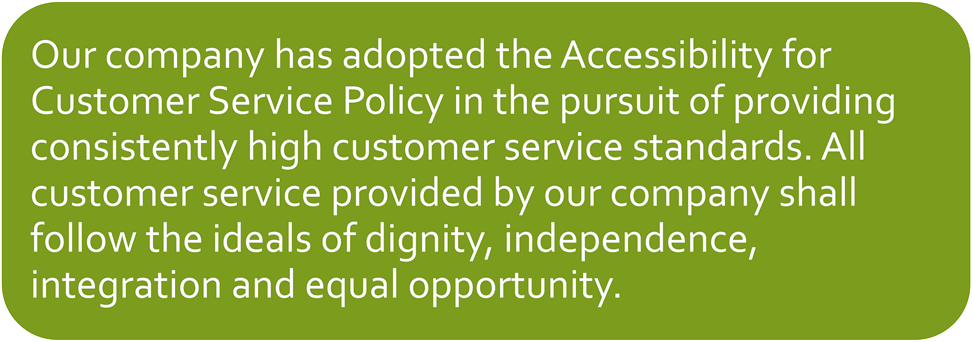 Our company has adopted the Accessibility for
Customer Service Policy in the pursuit of providing
consistently high customer service standards. All
customer service provided by our company shall
follow the ideals of dignity, independence,
integration and equal opportunity.